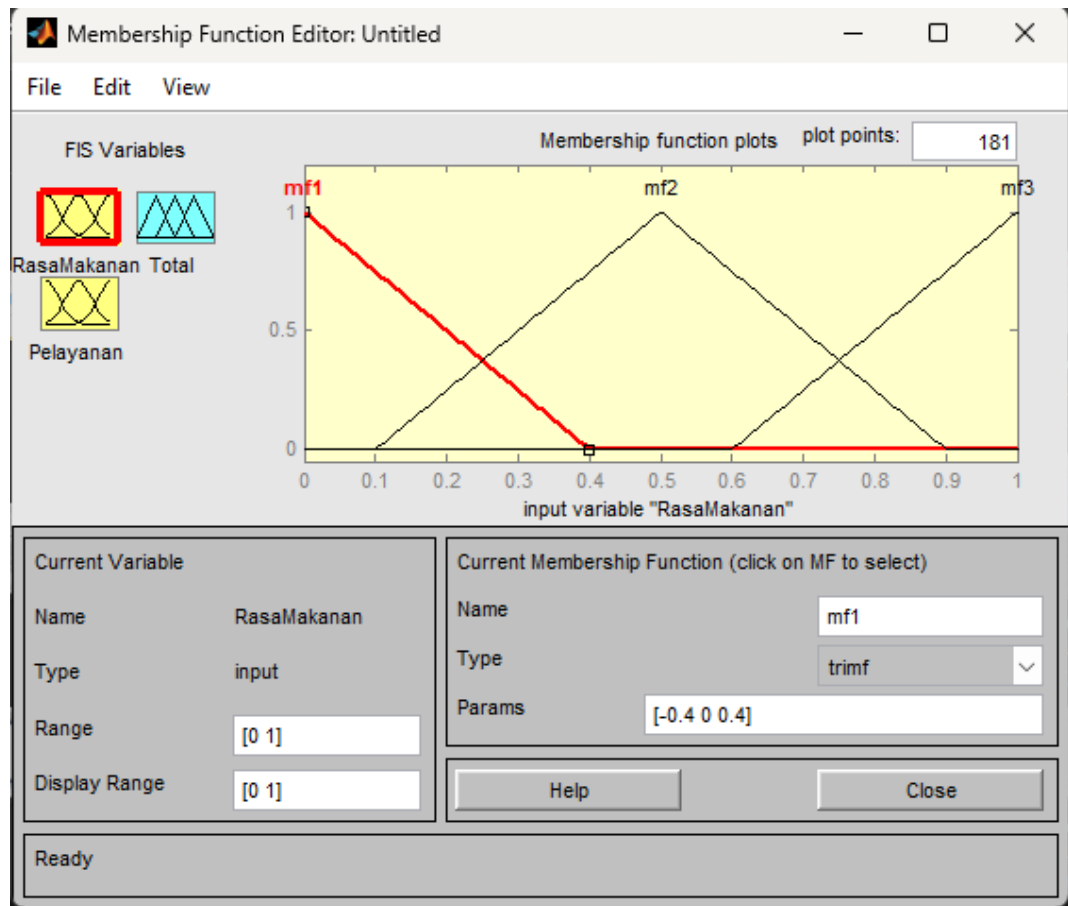 Membership Function Editor: Untitled
File Edit View
FIS Variables
Membership function plots
plot points:
181
RasaMakanan Total
Pelayanan
mf1 mf2 mf3
1
0.5
0
0 0.1 0.2 0.3 0.4 0.5 0.6 0.7 0.8 0.9 1
input variable "RasaMakanan"
Current Variable
Name RasaMakanan
Type input
Range [0 1]
Display Range [0 1]
Current Membership Function (click on MF to select)
Name mf1
Type trimf
Params [-0.4 0 0.4]
Help Close
Ready